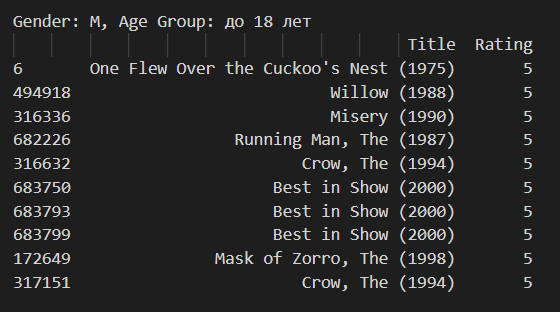 Gender: M, Age Group: до 18 лет
Title Rating
6 One Flew Over the Cuckoo's Nest (1975) 5
494918 Willow (1988) 5
316336 Misery (1990) 5
682226 Running Man, The (1987) 5
316632 Crow, The (1994) 5
683750 Best in Show (2000) 5
683793 Best in Show (2000) 5
683799 Best in Show (2000) 5
172649 Mask of Zorro, The (1998) 5
317151 Crow, The (1994) 5